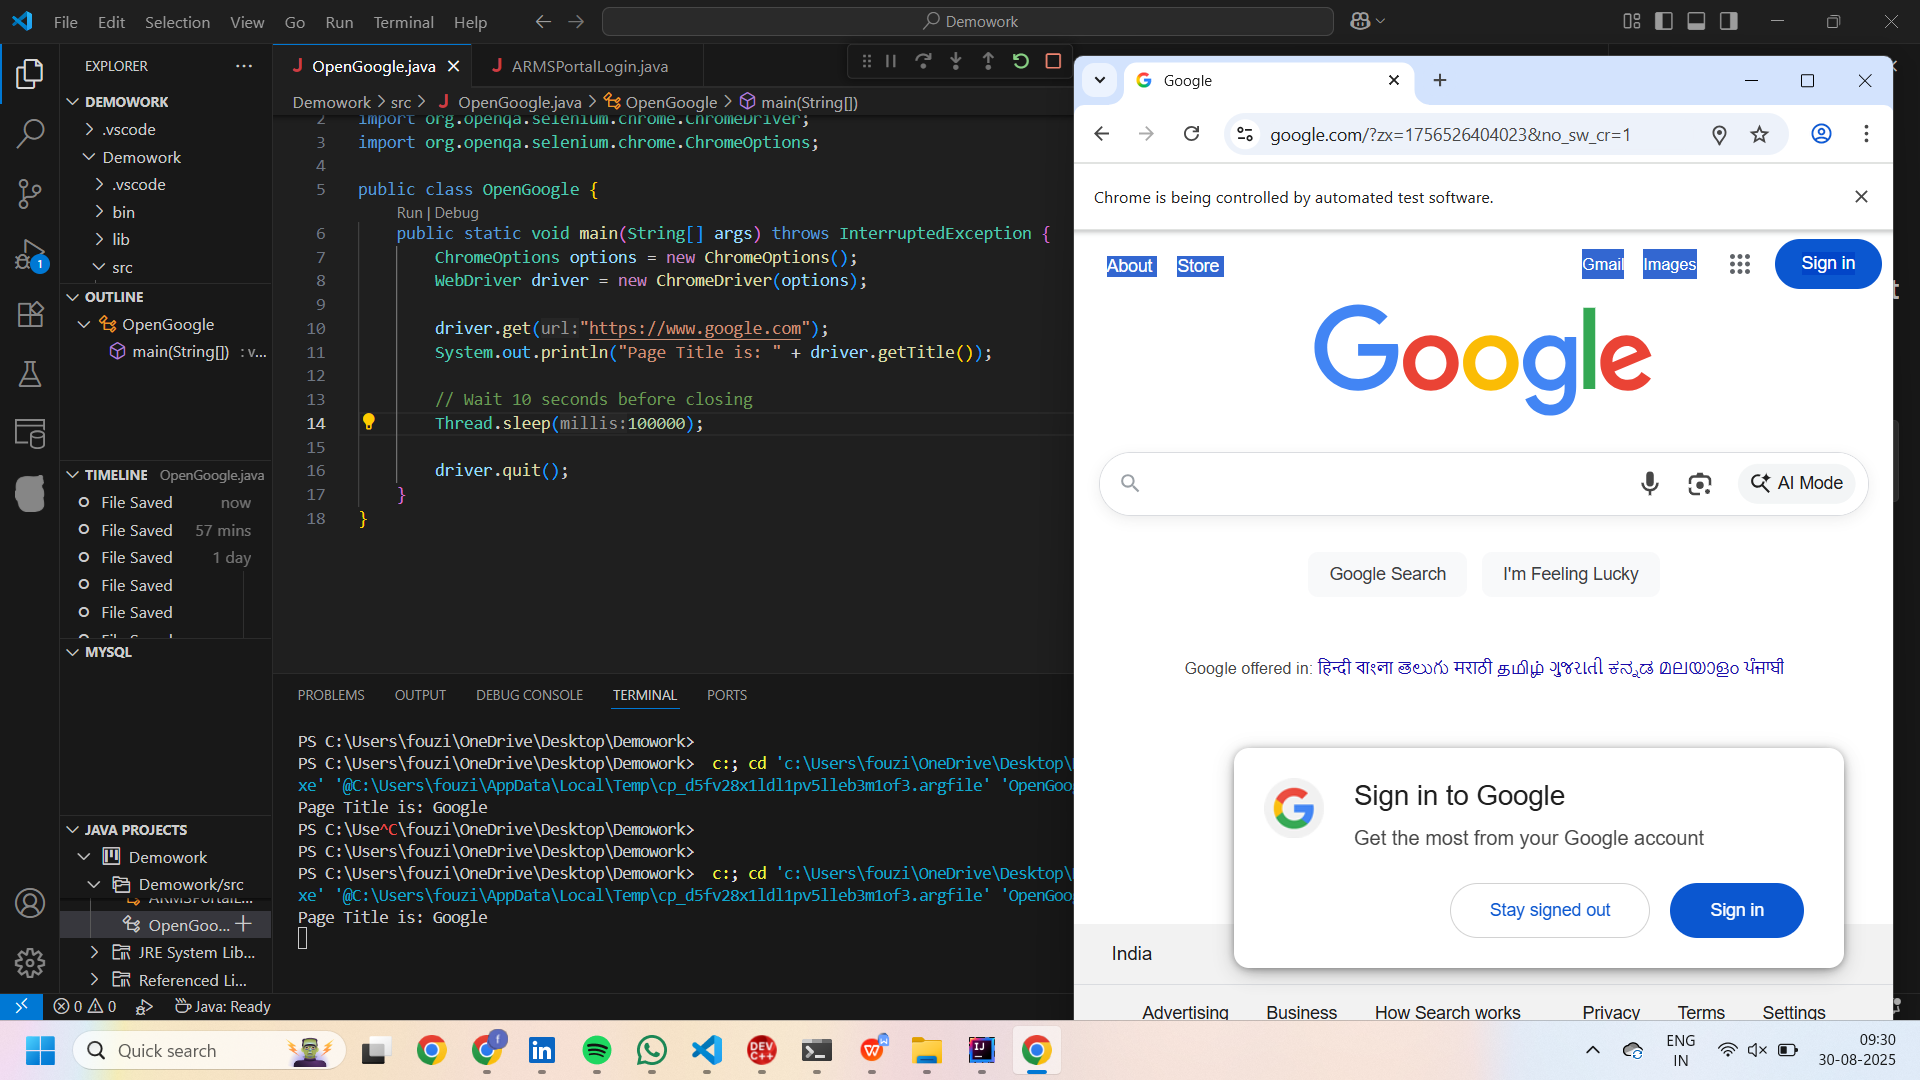 File Edit Selection View Go Run Terminal Help
Demowork
EXPLORER
DEMOWORK
.vscode
Demowork
.vscode
bin
lib
src
OUTLINE
OpenGoogle
main(String[]) : v...
TIMELINE OpenGoogle.java
File Saved now
File Saved 57 mins
File Saved 1 day
File Saved
File Saved
MYSQL
JAVA PROJECTS
Demowork
Demowork/src
OpenGoo...
JRE System Lib...
Referenced Li...
OpenGoogle.java ARMSPortalLogin.java
Demowork > src > OpenGoogle.java > OpenGoogle > main(String[])
2 import org.openqa.selenium.chrome.ChromeDriver;
3 import org.openqa.selenium.chrome.ChromeOptions;
4
5 public class OpenGoogle {
Run | Debug
6 public static void main(String[] args) throws InterruptedException {
7 ChromeOptions options = new ChromeOptions();
8 WebDriver driver = new ChromeDriver(options);
9
10 driver.get(url:"https://www.google.com");
11 System.out.println("Page Title is: " + driver.getTitle());
12
13 // Wait 10 seconds before closing
14 Thread.sleep(millis:100000);
15
16 driver.quit();
17 }
18 }
PROBLEMS OUTPUT DEBUG CONSOLE TERMINAL PORTS
PS C:\Users\fouzi\OneDrive\Desktop\Demowork>
PS C:\Users\fouzi\OneDrive\Desktop\Demowork> c:; cd 'c:\Users\fouzi\OneDrive\Desktop\
xe' '@C:\Users\fouzi\AppData\Local\Temp\cp_d5fv28x1ldl1pv5lleb3m1of3.argfile' 'OpenGoo
Page Title is: Google
PS C:\Use^C\fouzi\OneDrive\Desktop\Demowork>
PS C:\Users\fouzi\OneDrive\Desktop\Demowork>
PS C:\Users\fouzi\OneDrive\Desktop\Demowork> c:; cd 'c:\Users\fouzi\OneDrive\Desktop\
xe' '@C:\Users\fouzi\AppData\Local\Temp\cp_d5fv28x1ldl1pv5lleb3m1of3.argfile' 'OpenGoo
Page Title is: Google
0 0 Java: Ready
Google
google.com/?zx=1756526404023&no_sw_cr=1
Chrome is being controlled by automated test software.
About Store Gmail Images Sign in
Google
AI Mode
Google Search I'm Feeling Lucky
Google offered in: हिन्दी বাংলা తెలుగు मराठी தமிழ் ગુજરાતી ಕನ್ನಡ മലയാളം ਪੰਜਾਬੀ
Sign in to Google
Get the most from your Google account
Stay signed out Sign in
India
Advertising Business How Search works Privacy Terms Settings
Quick search
ENG
IN
09:30
30-08-2025